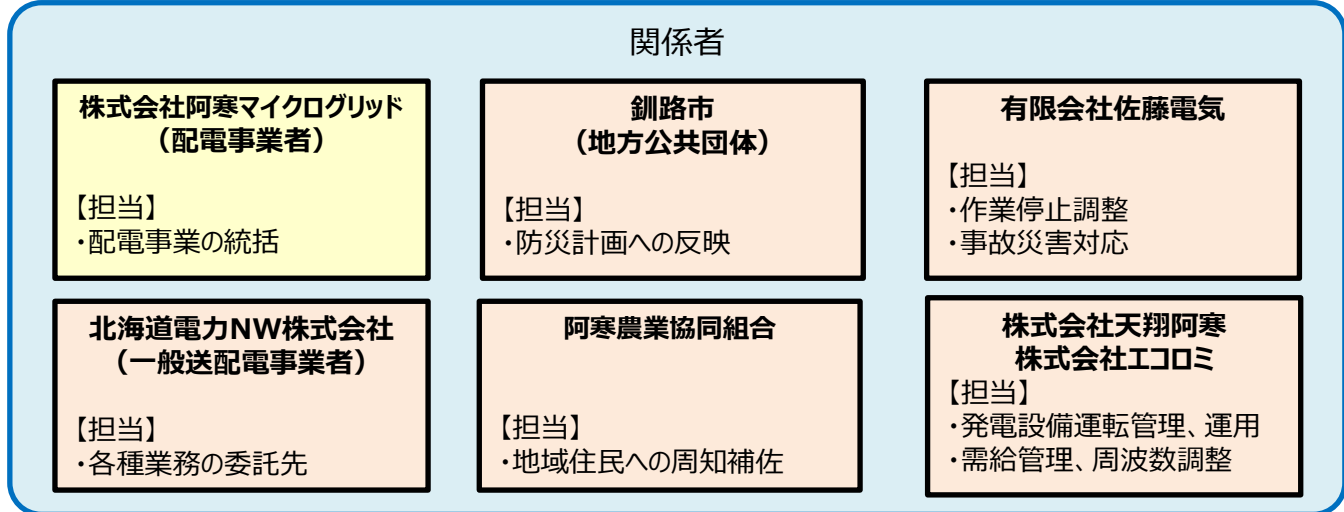 関係者
株式会社阿寒マイクログリッド
（配電事業者）
【担当】
・配電事業の統括
釧路市
（地方公共団体）
【担当】
・防災計画への反映
有限会社佐藤電気
【担当】
・作業停止調整
・事故災害対応
北海道電力NW株式会社
（一般送配電事業者）
【担当】
・各種業務の委託先
阿寒農業協同組合
【担当】
・地域住民への周知補佐
株式会社天翔阿寒
株式会社エコロミ
【担当】
・発電設備運転管理、運用
・需給管理、周波数調整